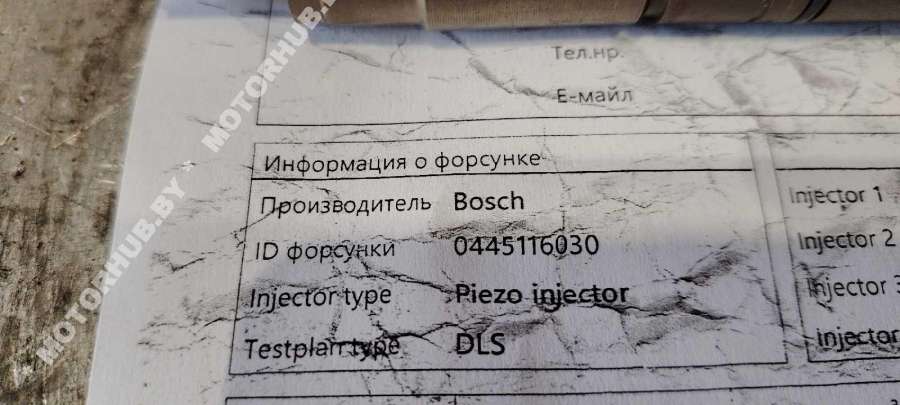 Тел.нр.
Е-майл
Информация о форсунке
Производитель Bosch
ID форсунки 0445116030
Injector type Piezo injector
Testplan type DLS
Injector 1
Injector 2
Injector 3
Injector
MOTORHUB.BY - MOTORHUB.BY - MOTORHUB